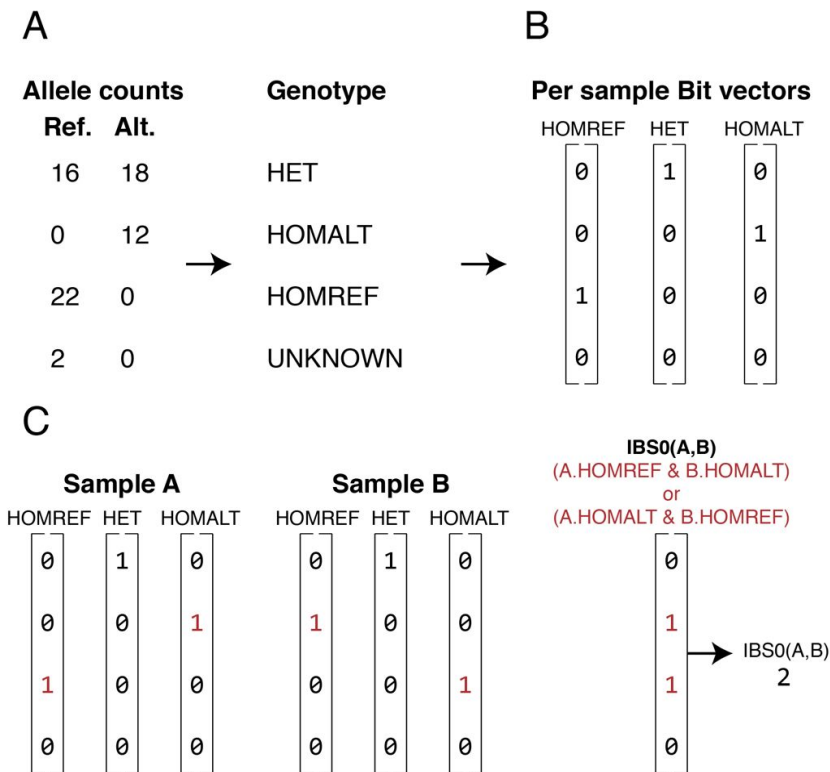 A
Allele counts Genotype
Ref. Alt.
16 18 HET
0 12 HOMALT
22 0 HOMREF
2 0 UNKNOWN
B
Per sample Bit vectors
HOMREF HET HOMALT
0 1 0
0 0 1
1 0 0
0 0 0
C
Sample A
HOMREF HET HOMALT
0 1 0
0 0 1
1 0 0
0 0 0
Sample B
HOMREF HET HOMALT
0 1 0
1 0 0
0 0 1
0 0 0
IBS0(A,B)
(A.HOMREF & B.HOMALT)
or
(A.HOMALT & B.HOMREF)
0
1
1
0
IBS0(A,B)
2